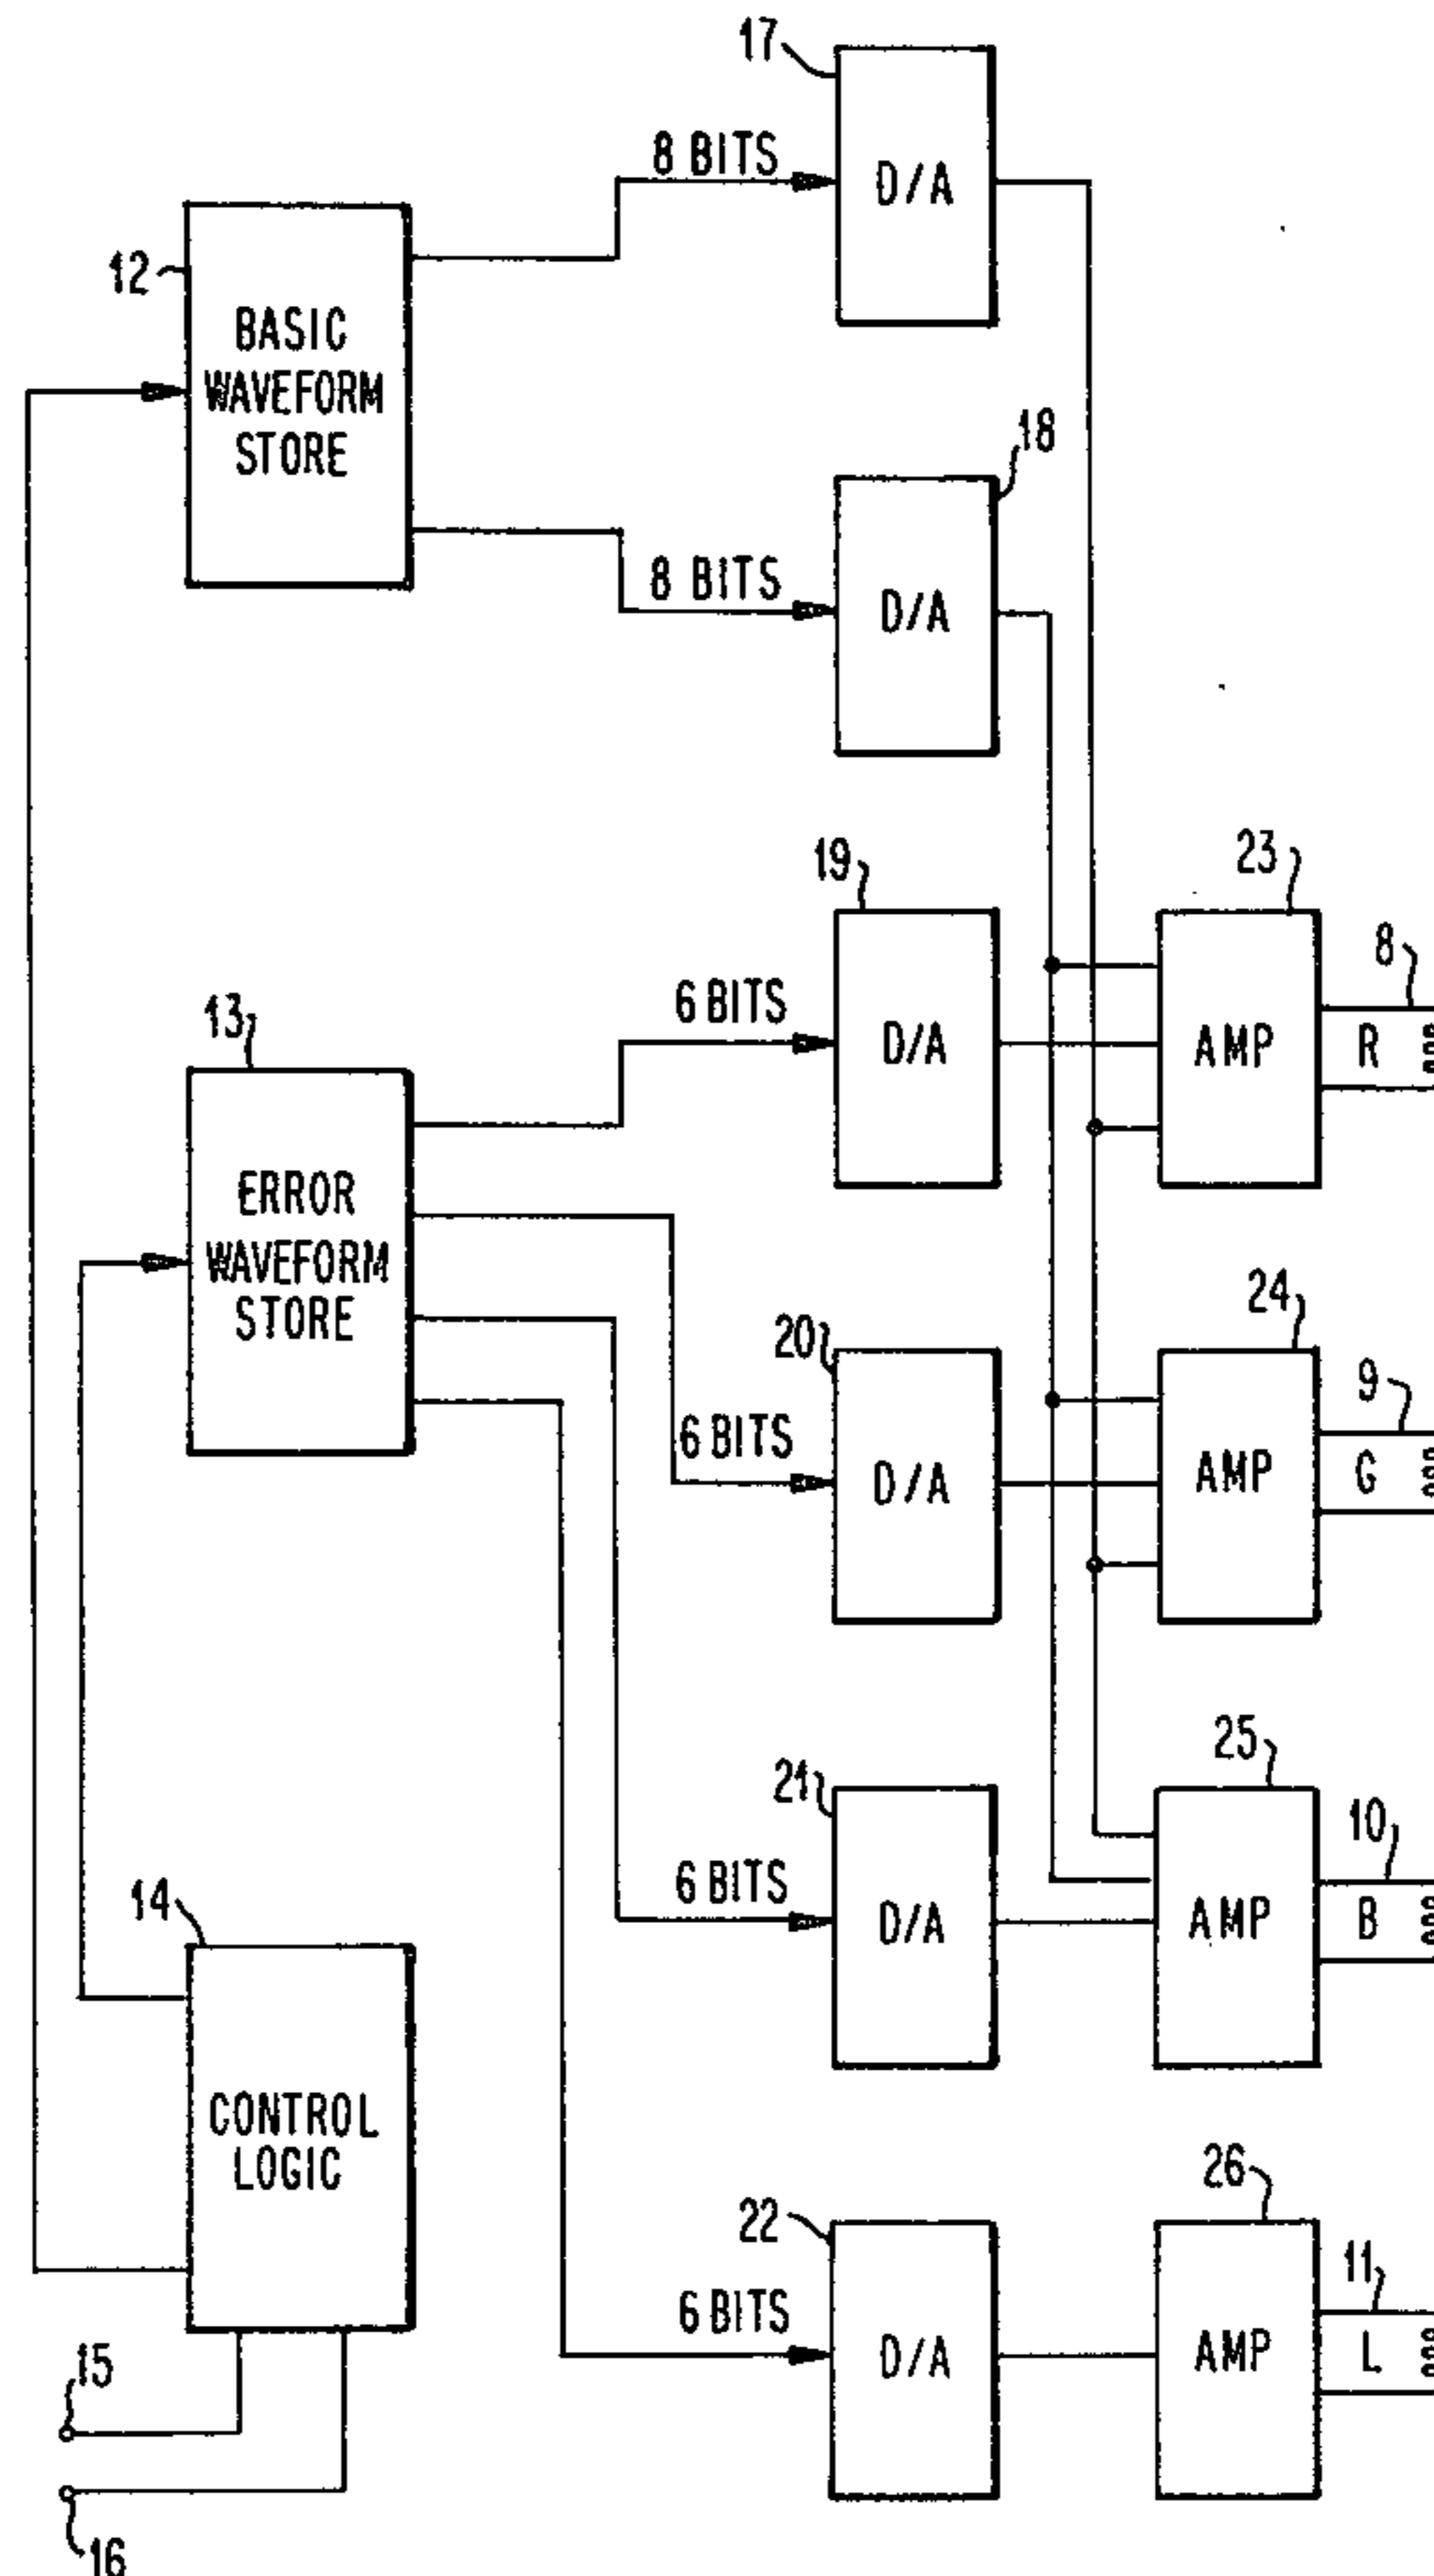 17
8 BITS
D/A
12
BASIC
WAVEFORM
STORE
18
8 BITS
D/A
19
23
8
6 BITS
D/A
AMP
R
13
ERROR
WAVEFORM
STORE
20
24
9
6 BITS
D/A
AMP
G
21
25
10
6 BITS
D/A
AMP
B
14
CONTROL
LOGIC
22
26
11
6 BITS
D/A
AMP
L
15
16